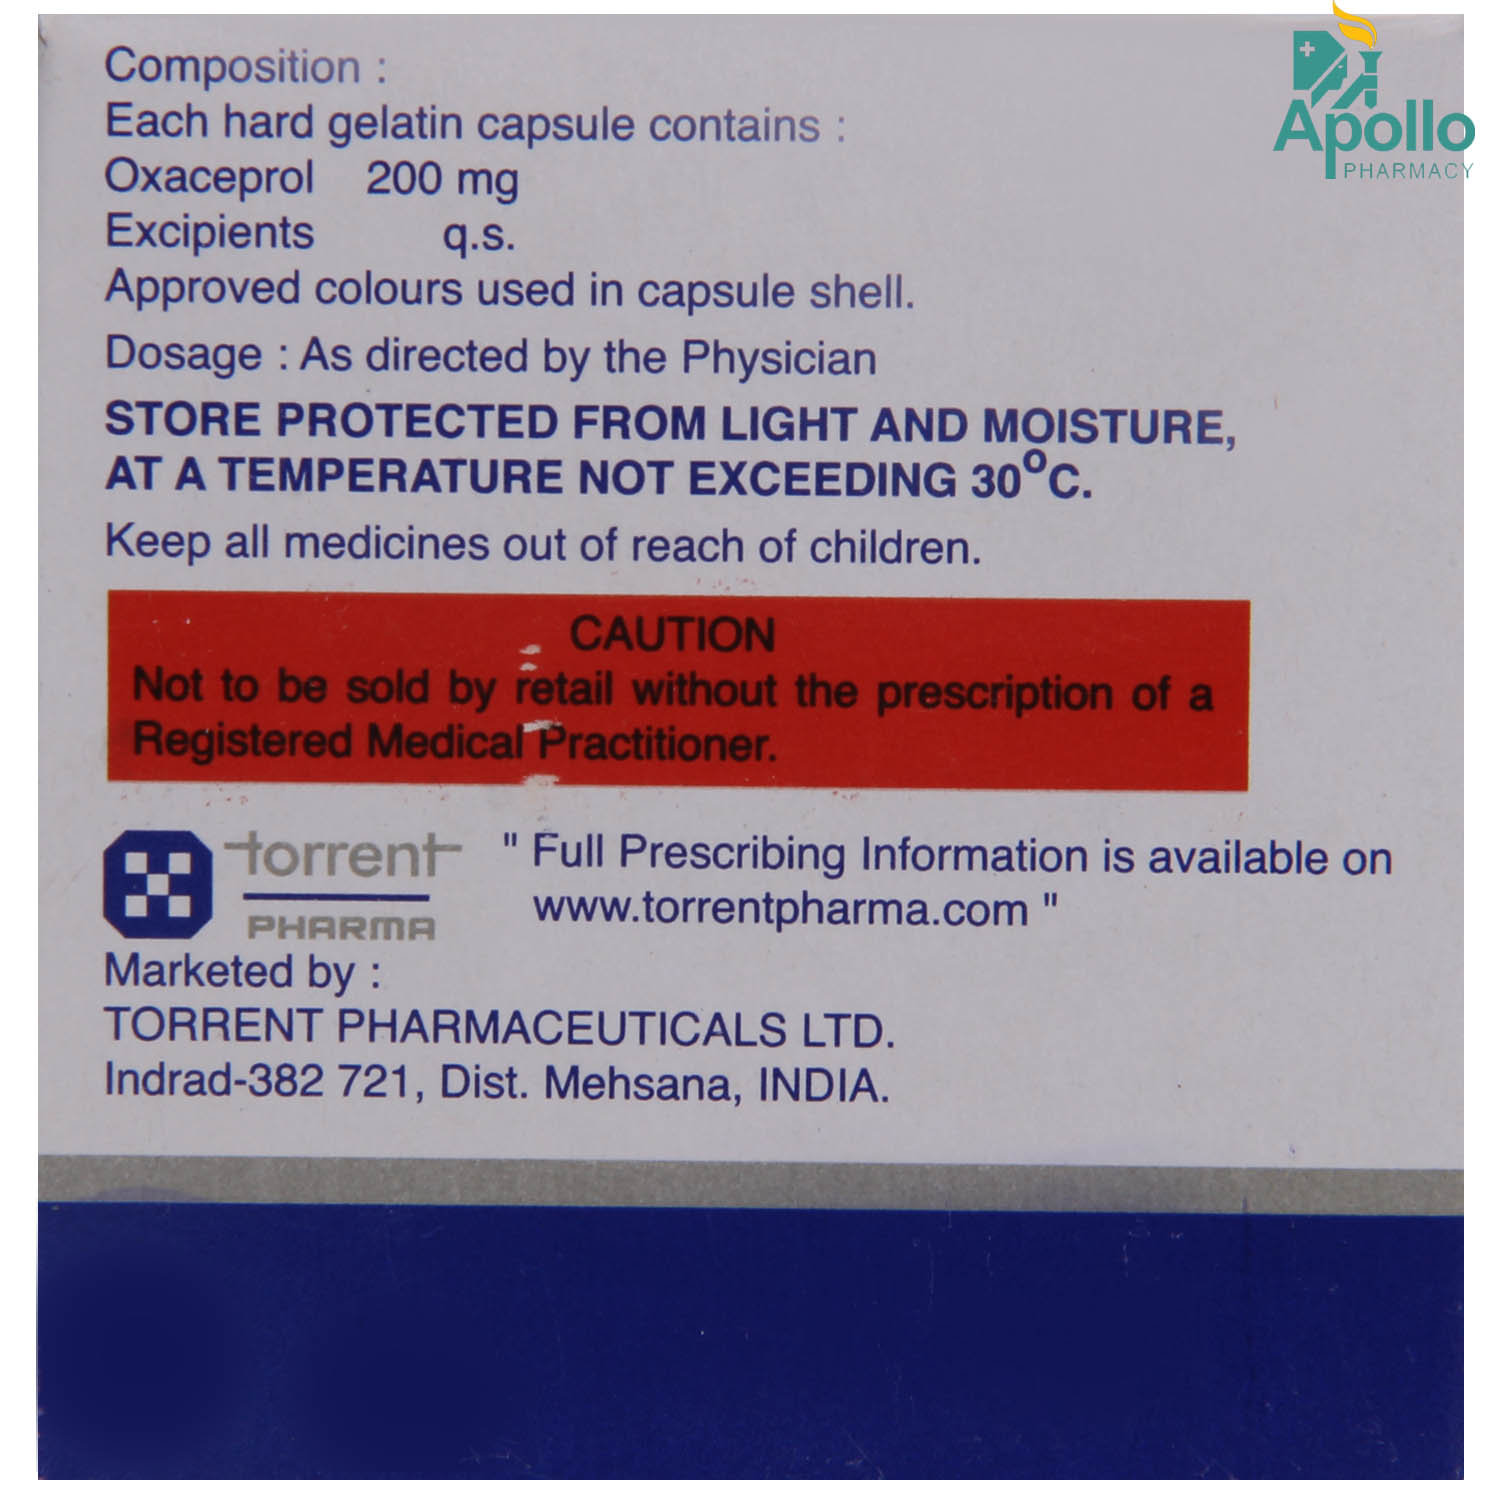 Apollo
PHARMACY
Composition :
Each hard gelatin capsule contains :
Oxaceprol 200 mg
Excipients q.s.
Approved colours used in capsule shell.
Dosage : As directed by the Physician
STORE PROTECTED FROM LIGHT AND MOISTURE,
AT A TEMPERATURE NOT EXCEEDING 30°C.
Keep all medicines out of reach of children.
CAUTION
Not to be sold by retail without the prescription of a
Registered Medical Practitioner.
torrent
PHARMA
" Full Prescribing Information is available on
www.torrentpharma.com "
Marketed by :
TORRENT PHARMACEUTICALS LTD.
Indrad-382 721, Dist. Mehsana, INDIA.